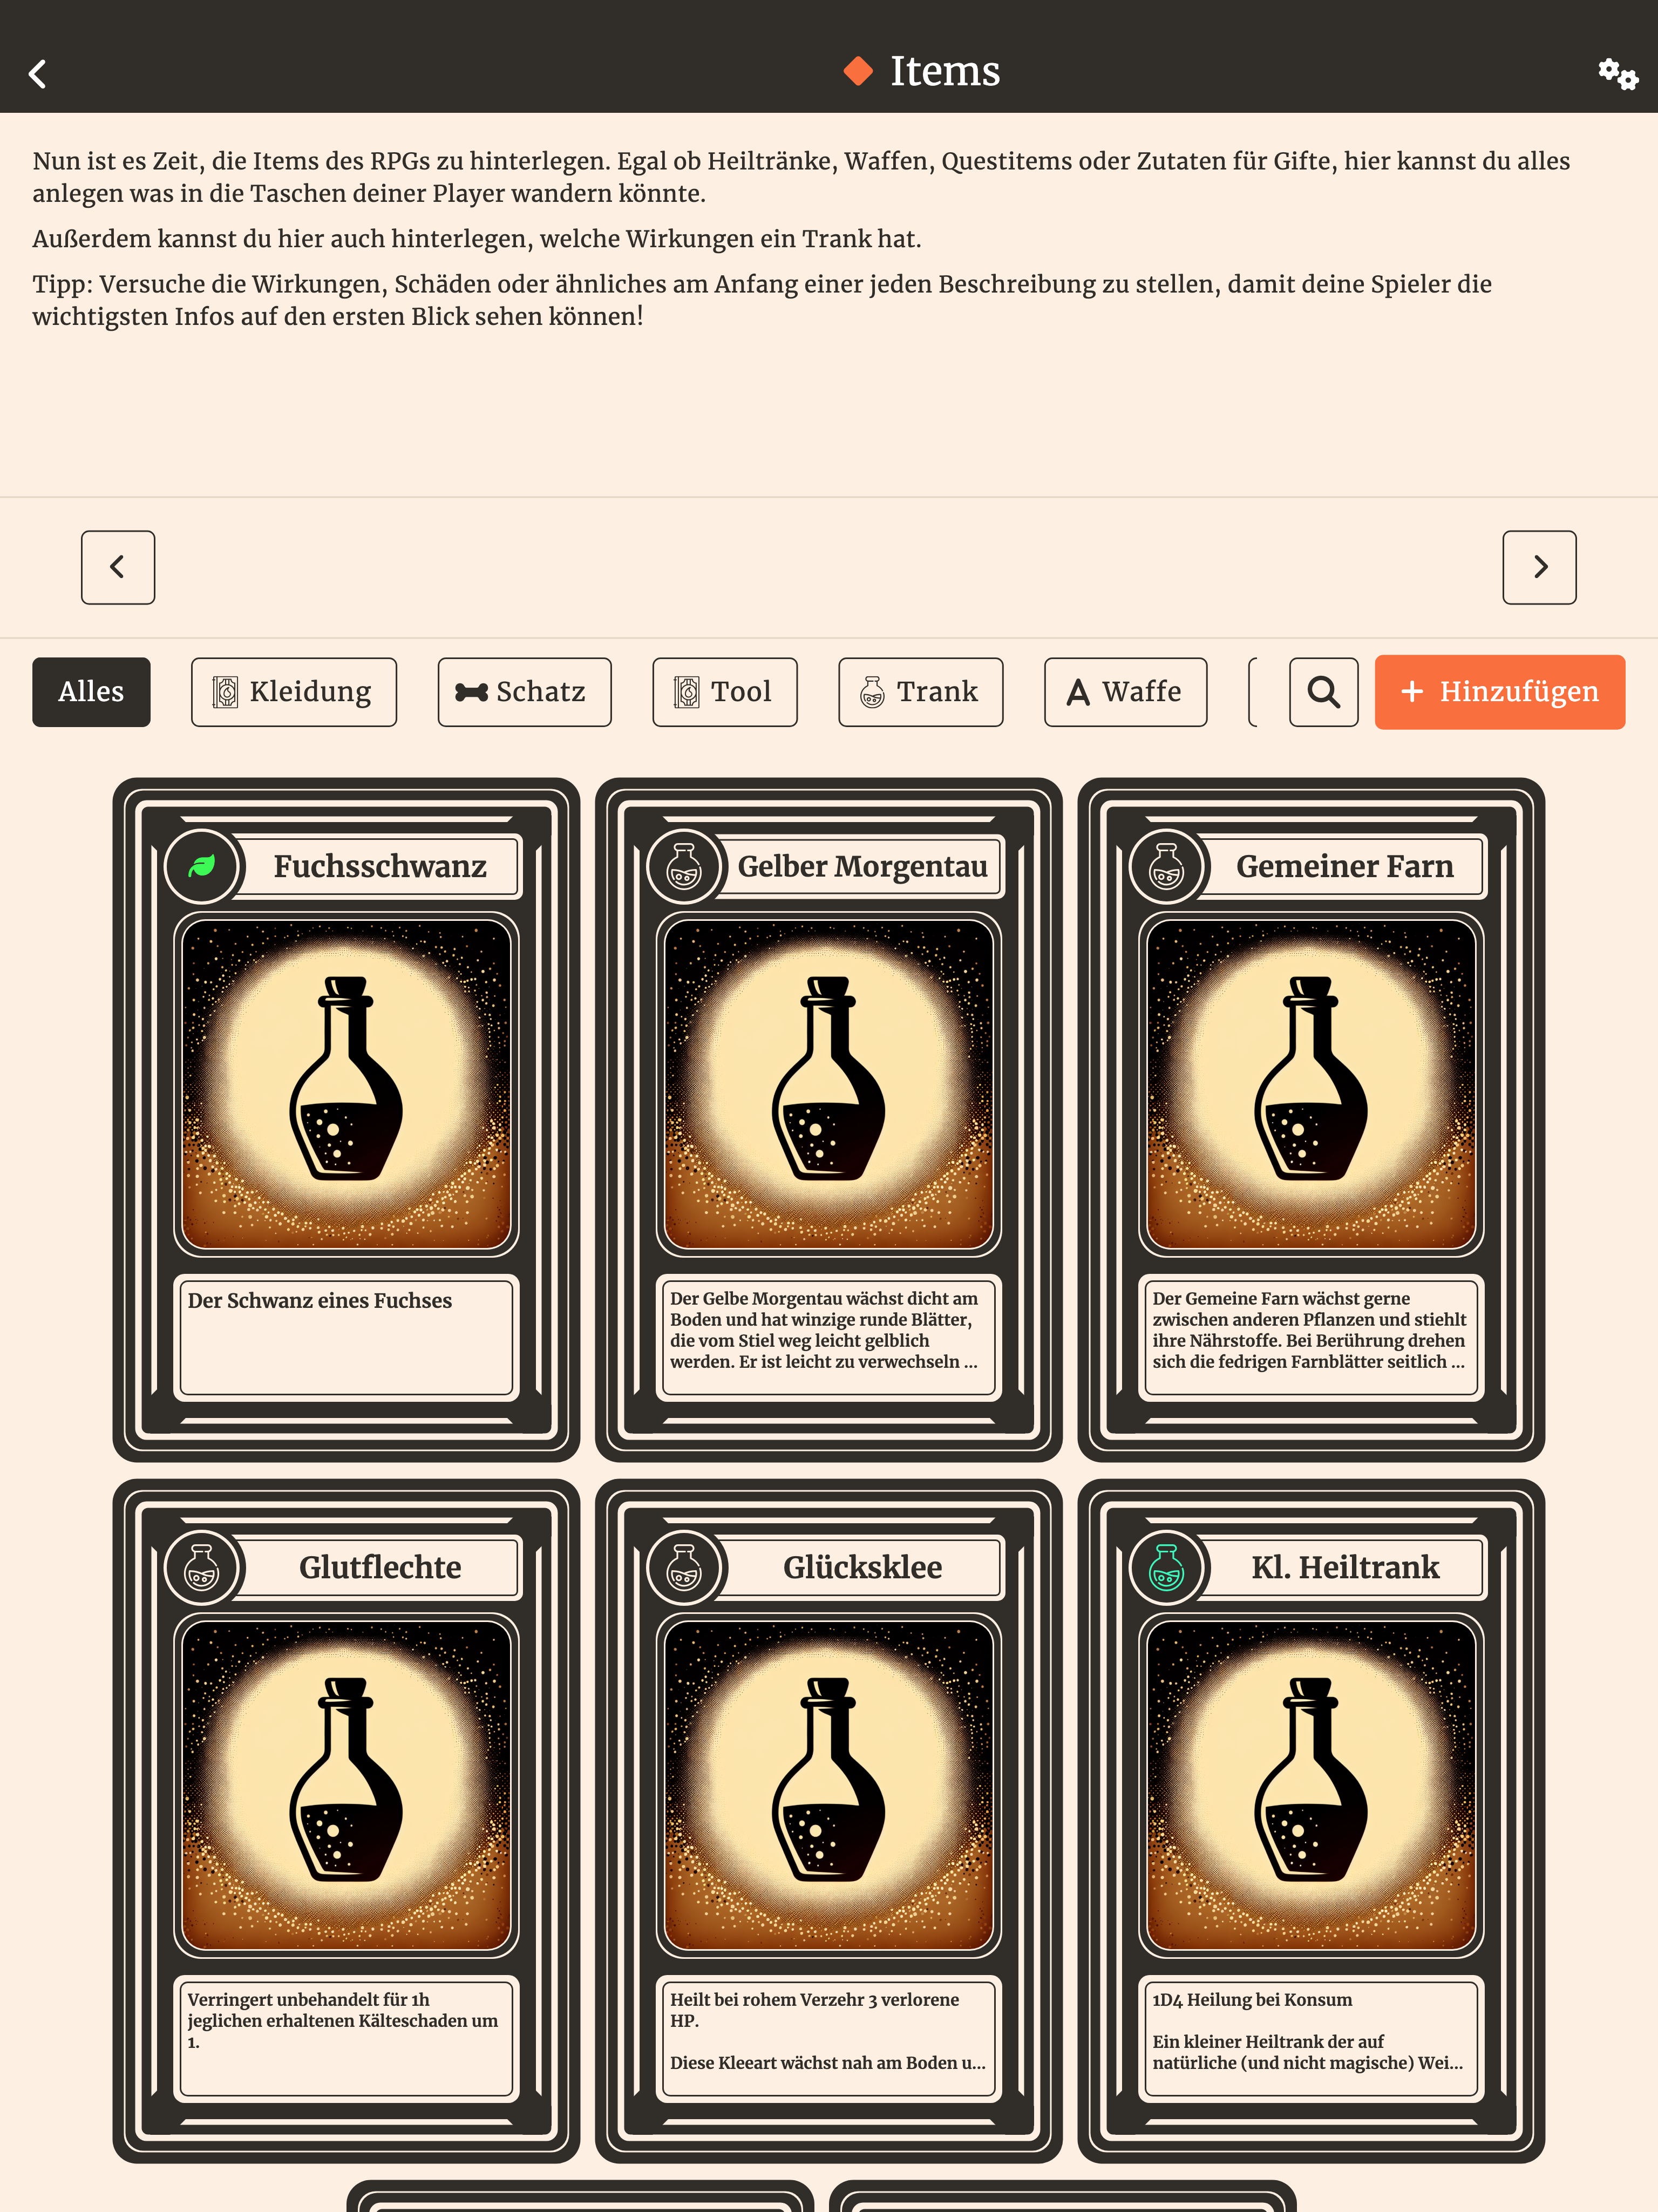 Items
Nun ist es Zeit, die Items des RPGs zu hinterlegen. Egal ob Heiltränke, Waffen, Questitems oder Zutaten für Gifte, hier kannst du alles
anlegen was in die Taschen deiner Player wandern könnte.
Außerdem kannst du hier auch hinterlegen, welche Wirkungen ein Trank hat.
Tipp: Versuche die Wirkungen, Schäden oder ähnliches am Anfang einer jeden Beschreibung zu stellen, damit deine Spieler die
wichtigsten Infos auf den ersten Blick sehen können!
Alles
Kleidung
Schatz
Tool
Trank
Waffe
+ Hinzufügen
Fuchsschwanz
Der Schwanz eines Fuchses
Gelber Morgentau
Der Gelbe Morgentau wächst dicht am
Boden und hat winzige runde Blätter,
die vom Stiel weg leicht gelblich
werden. Er ist leicht zu verwechseln ...
Gemeiner Farn
Der Gemeine Farn wächst gerne
zwischen anderen Pflanzen und stiehlt
ihre Nährstoffe. Bei Berührung drehen
sich die fedrigen Farnblätter seitlich ...
Glutflechte
Verringert unbehandelt für 1h
jeglichen erhaltenen Kälteschaden um
1.
Glücksklee
Heilt bei rohem Verzehr 3 verlorene
HP.
Diese Kleeart wächst nah am Boden u...
Kl. Heiltrank
1D4 Heilung bei Konsum
Ein kleiner Heiltrank der auf
natürliche (und nicht magische) Wei...